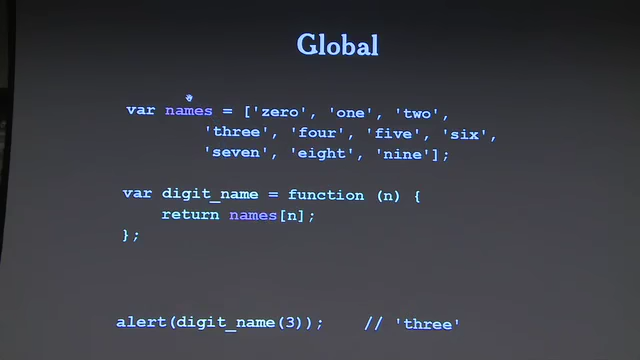 Global
var names = ['zero', 'one', 'two',
'three', 'four', 'five', 'six',
'seven', 'eight', 'nine'];
var digit_name = function (n) {
return names[n];
};
alert(digit_name(3)); // 'three'